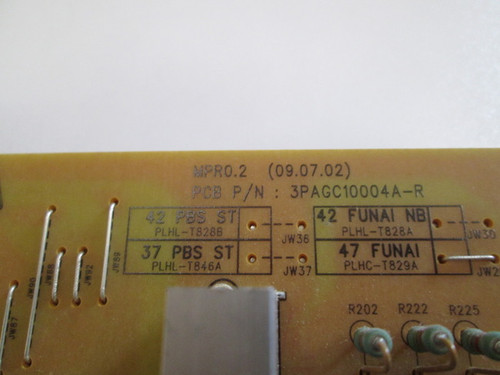 MPR0.2 (09.07.02)
PCB P/N : 3PAGC10004A-R
42 PBS ST
PLHL-T828B
JW36
42 FUNAI NB
PLHL-T828A
JW30
37 PBS ST
PLHL-T846A
JW37
47 FUNAI
PLHC-T829A
JW2
R202 R222 R225